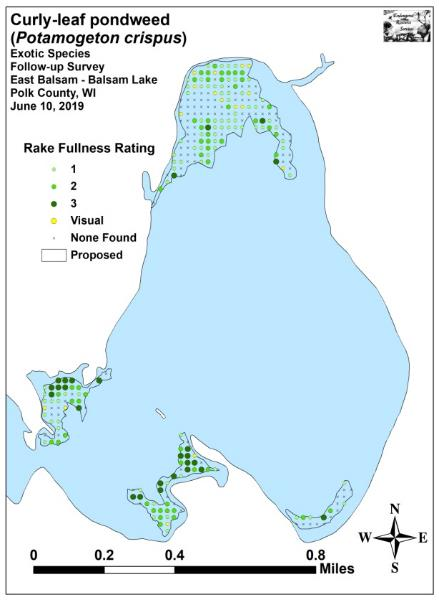 Curly-leaf pondweed
(Potamogeton crispus)
Exotic Species
Follow-up Survey
East Balsam - Balsam Lake
Polk County, WI
June 10, 2019
Rake Fullness Rating
1
2
3
Visual
None Found
Proposed
N
W E
S
0 0.2 0.4 0.8
Miles